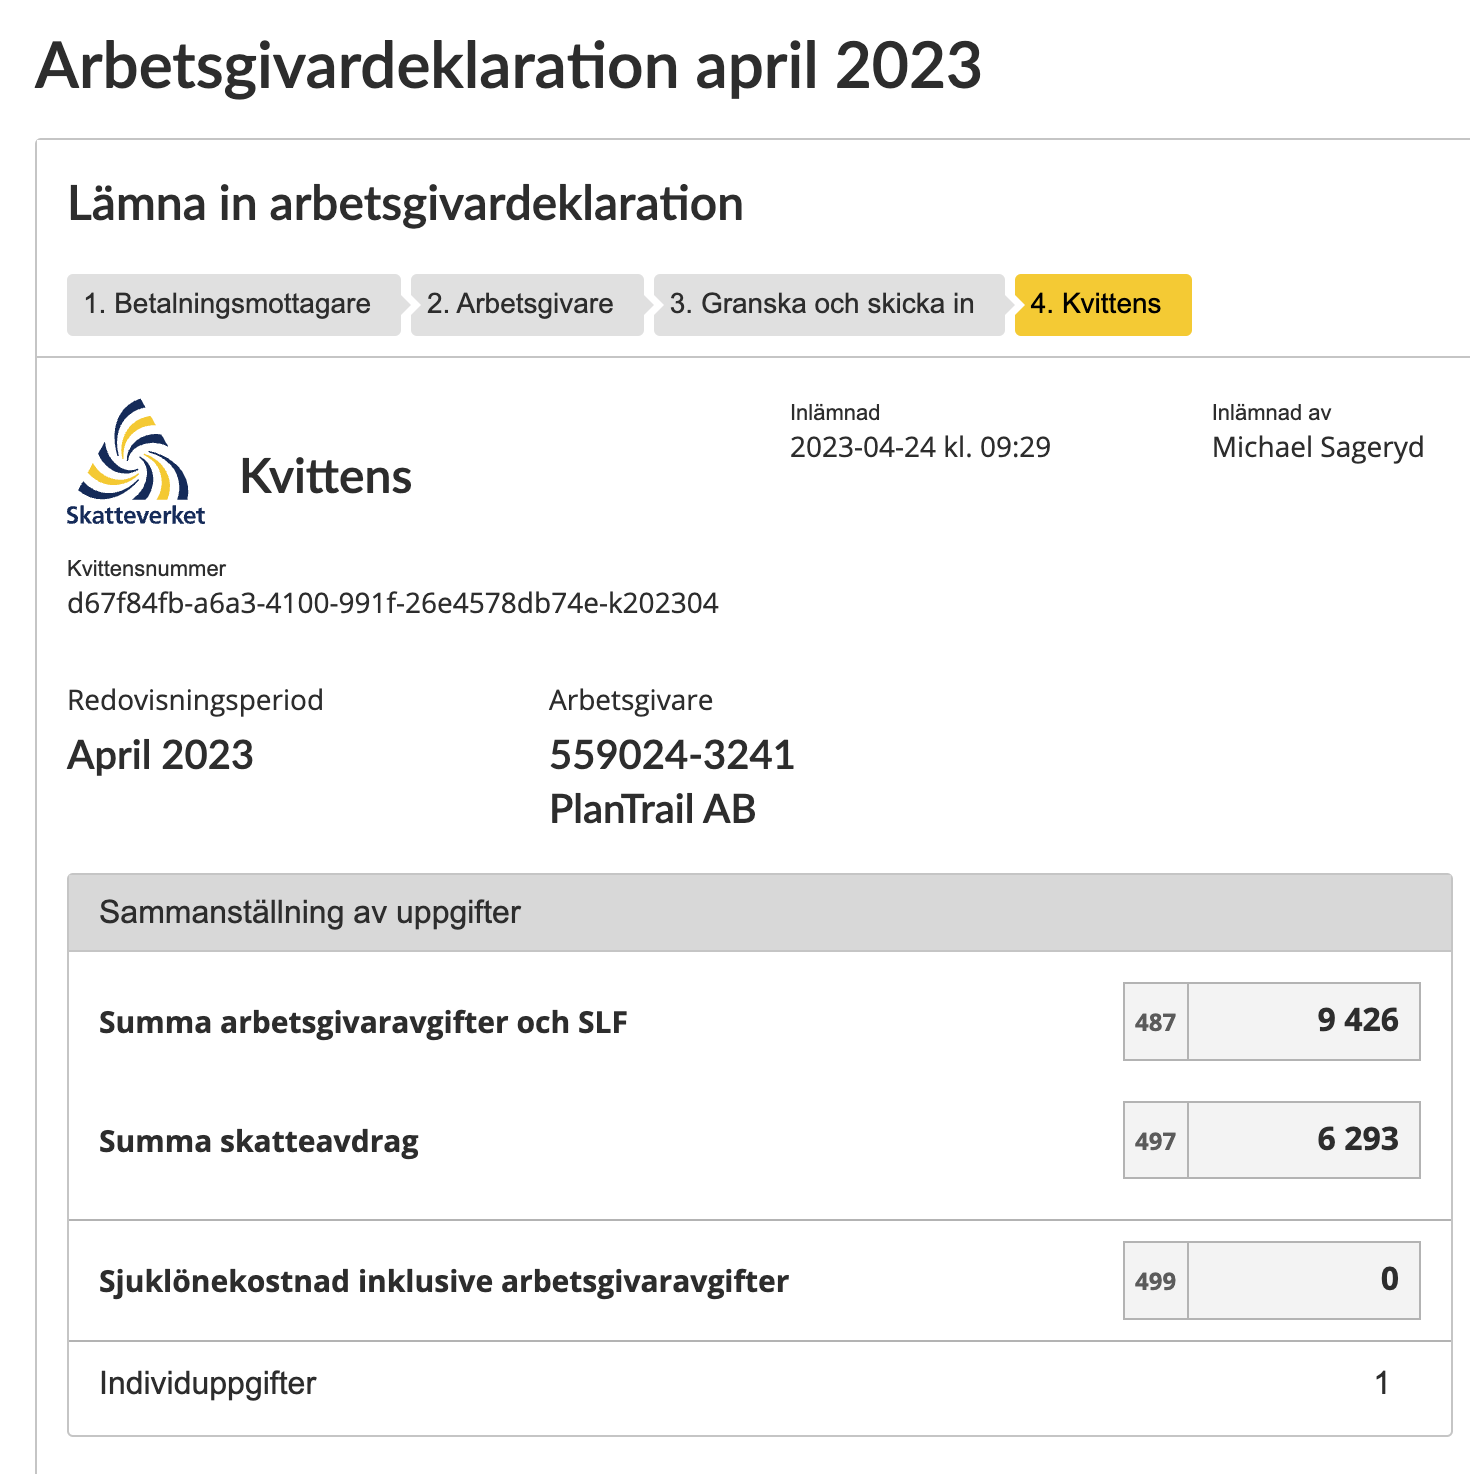 Arbetsgivardeklaration april 2023
Lämna in arbetsgivardeklaration
1. Betalningsmottagare
2. Arbetsgivare
3. Granska och skicka in
4. Kvittens
Skatteverket
Kvittens
Inlämnad
2023-04-24 kl. 09:29
Inlämnad av
Michael Sageryd
Kvittensnummer
d67f84fb-a6a3-4100-991f-26e4578db74e-k202304
Redovisningsperiod
April 2023
Arbetsgivare
559024-3241
PlanTrail AB
Sammanställning av uppgifter
Summa arbetsgivaravgifter och SLF 487 9 426
Summa skatteavdrag 497 6 293
Sjuklönekostnad inklusive arbetsgivaravgifter 499 0
Individuppgifter 1